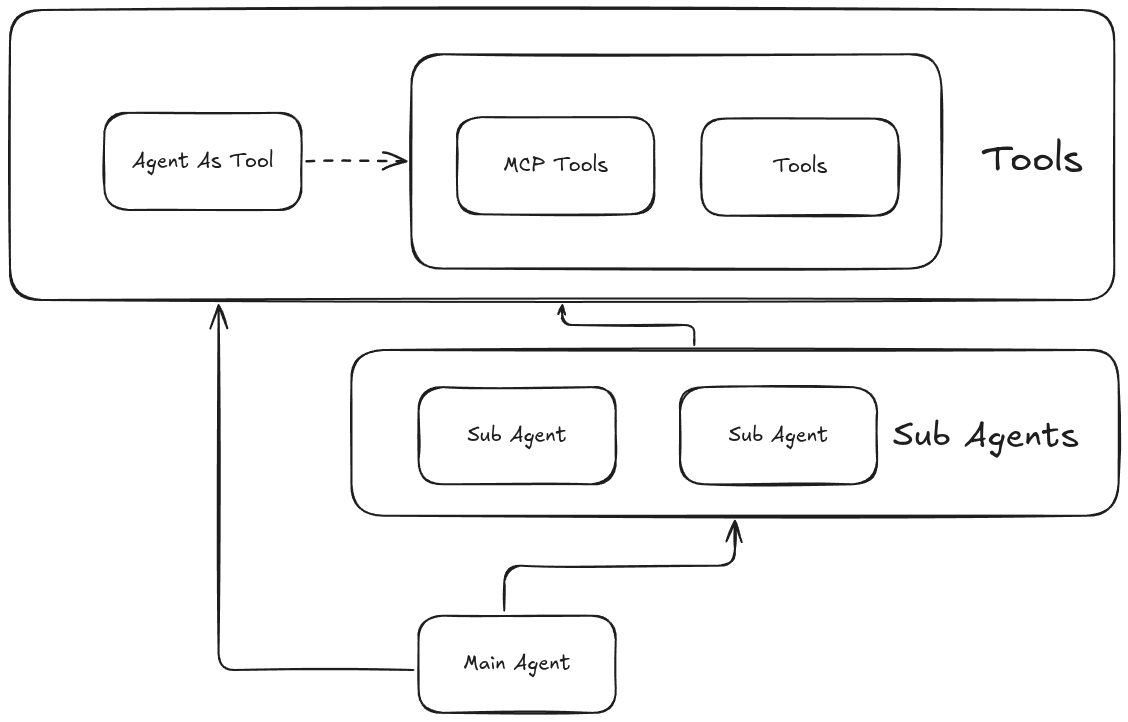 Agent As Tool
MCP Tools
Tools
Tools
Sub Agent
Sub Agent
Sub Agents
Main Agent